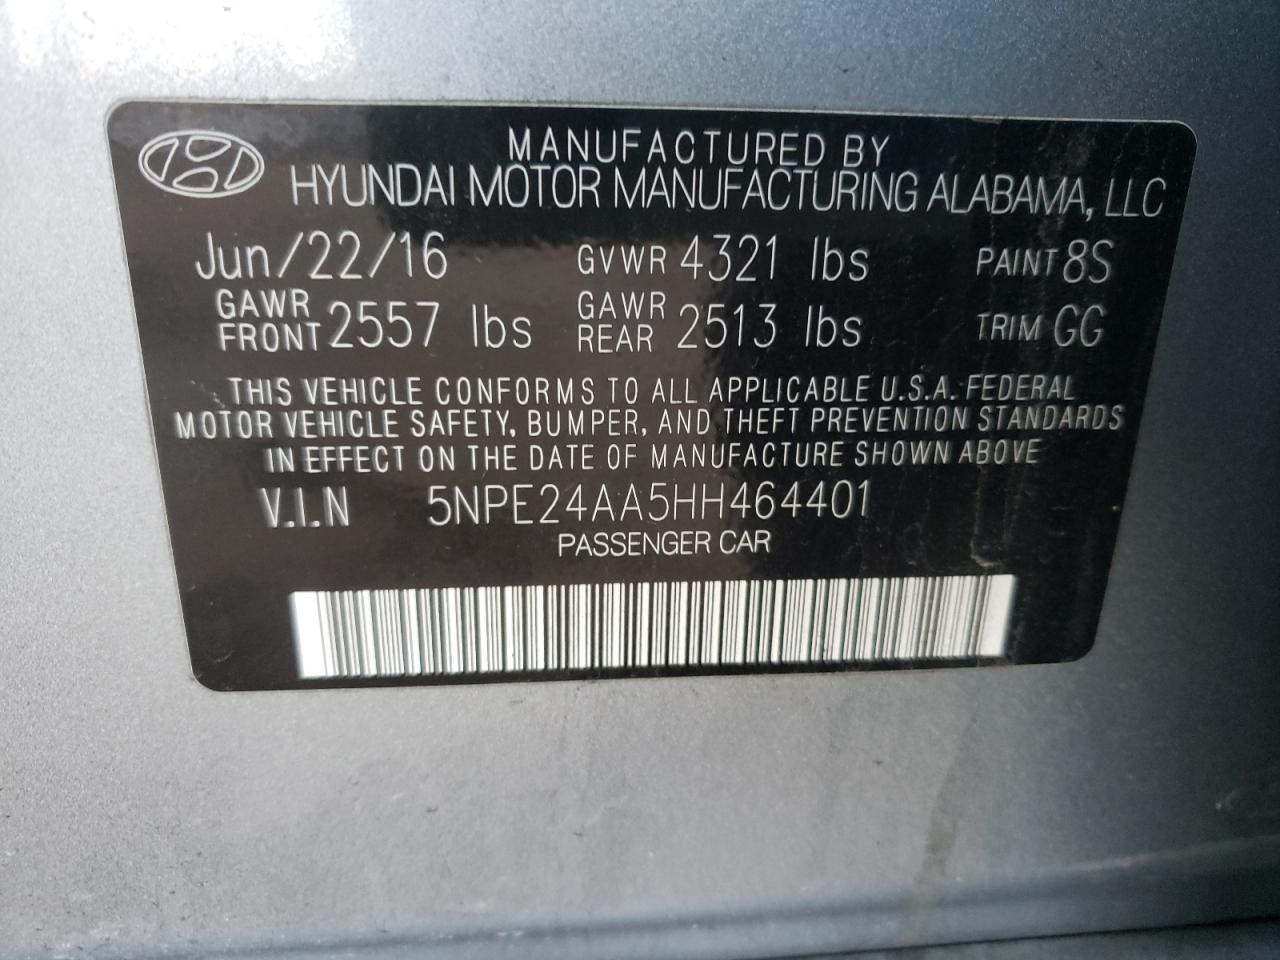 MANUFACTURED BY
HYUNDAI MOTOR MANUFACTURING ALABAMA, LLC
Jun/22/16 GVWR 4321 lbs PAINT 8S
GAWR FRONT 2557 lbs GAWR REAR 2513 lbs TRIM GG
THIS VEHICLE CONFORMS TO ALL APPLICABLE U.S.A. FEDERAL
MOTOR VEHICLE SAFETY, BUMPER, AND THEFT PREVENTION STANDARDS
IN EFFECT ON THE DATE OF MANUFACTURE SHOWN ABOVE
V.I.N 5NPE24AA5HH464401
PASSENGER CAR